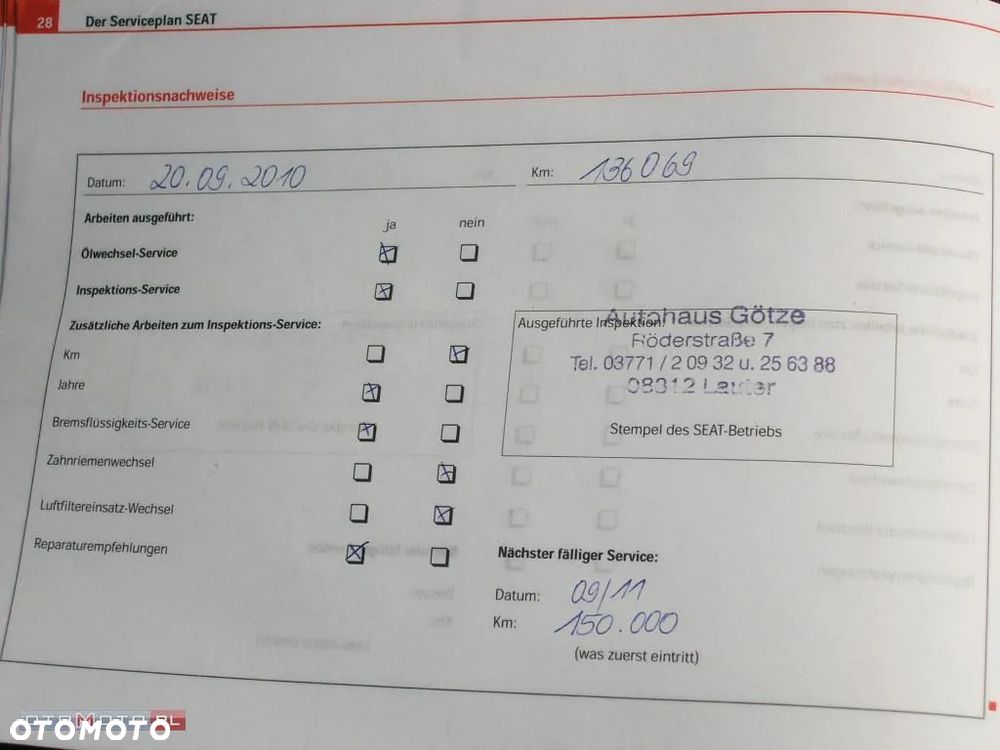 28 Der Serviceplan SEAT
Inspektionsnachweise
Datum: 20.09.2010 Km: 136069
Arbeiten ausgeführt:
ja nein
Ölwechsel-Service
Inspektions-Service
Zusätzliche Arbeiten zum Inspektions-Service:
Km
Jahre
Bremsflüssigkeits-Service
Zahnriemenwechsel
Luftfiltereinsatz-Wechsel
Reparaturempfehlungen
Ausgeführte Inspektion:
Autohaus Götze
Röderstraße 7
Tel. 03771 / 2 09 32 u. 25 63 88
08312 Lauter
Stempel des SEAT-Betriebs
Nächster fälliger Service:
Datum: 09/11
Km: 150.000
(was zuerst eintritt)
OTOMOTO.PL
OTOMOTO